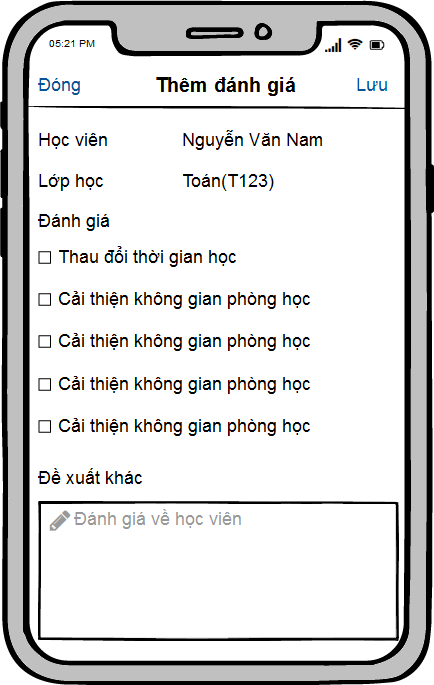 05:21 PM
Đóng Thêm đánh giá Lưu
Học viên Nguyễn Văn Nam
Lớp học Toán(T123)
Đánh giá
Thau đổi thời gian học
Cải thiện không gian phòng học
Cải thiện không gian phòng học
Cải thiện không gian phòng học
Cải thiện không gian phòng học
Đề xuất khác
Đánh giá về học viên